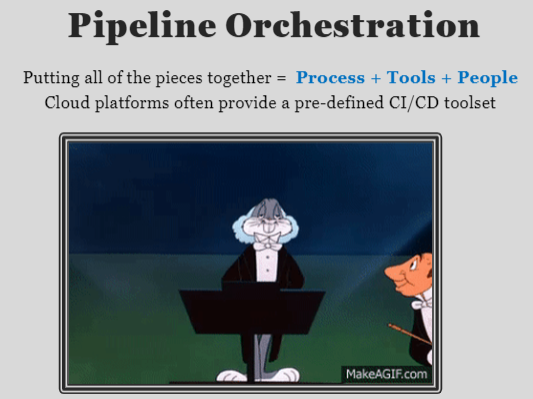 Pipeline Orchestration
Putting all of the pieces together = Process + Tools + People
Cloud platforms often provide a pre-defined CI/CD toolset
MakeAGIF.com